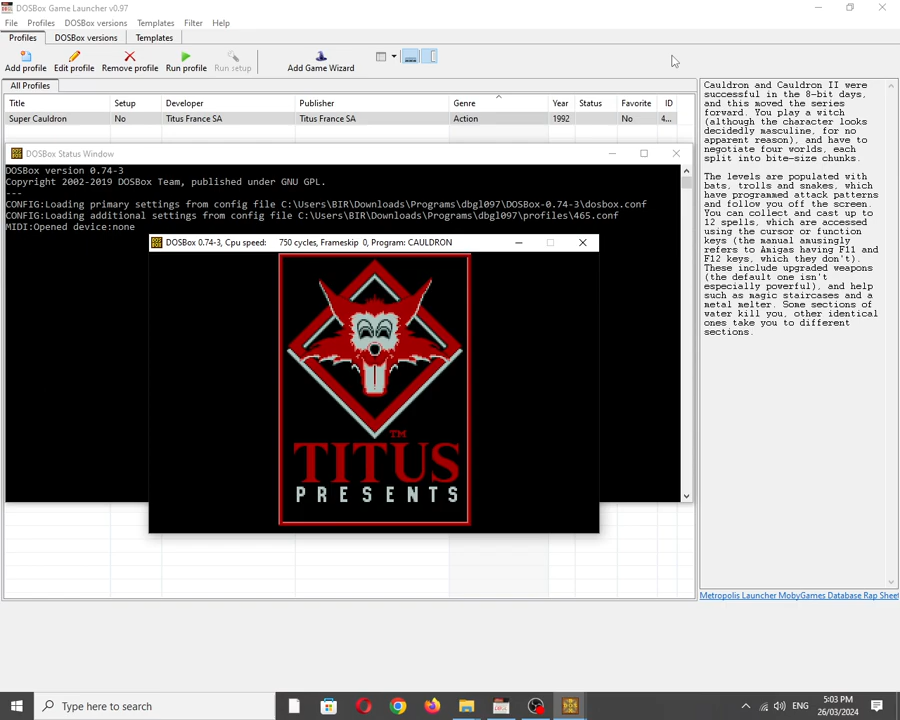 DOSBox Game Launcher v0.97
File Profiles DOSBox versions Templates Filter Help
Profiles DOSBox versions Templates
Add profile Edit profile Remove profile Run profile Run setup Add Game Wizard
All Profiles
Title Setup Developer Publisher Genre Year Status Favorite ID
Super Cauldron No Titus France SA Titus France SA Action 1992 No 4...
DOSBox Status Window
DOSBox version 0.74-3
Copyright 2002-2019 DOSBox Team, published under GNU GPL.
---
CONFIG:Loading primary settings from config file C:\Users\BIR\Downloads\Programs\dbgl097\DOSBox-0.74-3\dosbox.conf
CONFIG:Loading additional settings from config file C:\Users\BIR\Downloads\Programs\dbgl097\profiles\465.conf
MIDI:Opened device:none
DOSBox 0.74-3, Cpu speed: 750 cycles, Frameskip 0, Program: CAULDRON
TM
TITUS
PRESENTS
Cauldron and Cauldron II were
successful in the 8-bit days,
and this moved the series
forward. You play a witch
(although the character looks
decidedly masculine, for no
apparent reason), and have to
negotiate four worlds, each
split into bite-size chunks.
The levels are populated with
bats, trolls and snakes, which
have programmed attack patterns
and follow you off the screen.
You can collect and cast up to
12 spells, which are accessed
using the cursor or function
keys (the manual amusingly
refers to Amigas having F11 and
F12 keys, which they don't).
These include upgraded weapons
(the default one isn't
especially powerful), and help
such as magic staircases and a
metal melter. Some sections of
water kill you, other identical
ones take you to different
sections.
Metropolis Launcher MobyGames Database Rap Sheet
Type here to search
ENG
5:03 PM
26/03/2024